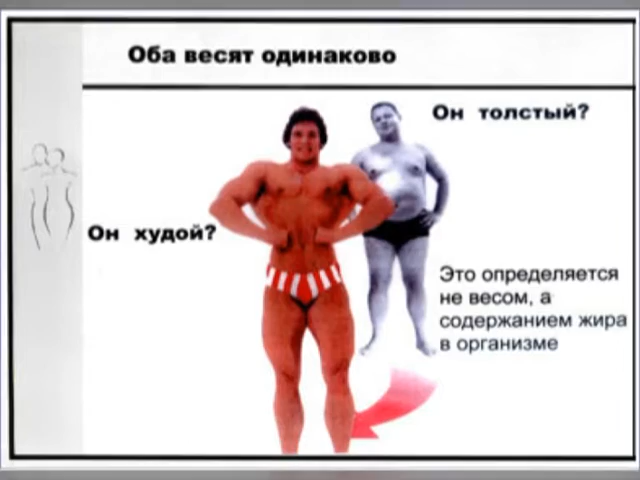 Оба весят одинаково
Он толстый?
Он худой?
Это определяется
не весом, а
содержанием жира
в организме